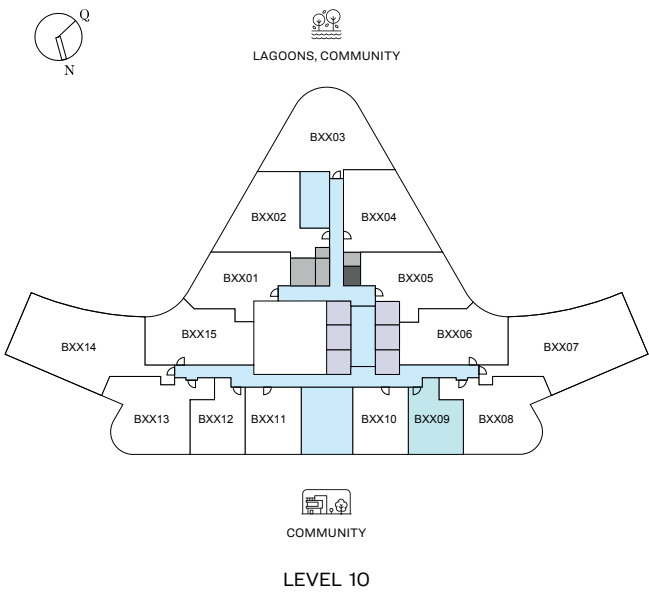 Q
N
LAGOONS, COMMUNITY
BXX03
BXX02
BXX04
BXX01
BXX05
BXX15
BXX06
BXX14
BXX07
BXX13
BXX12
BXX11
BXX10
BXX09
BXX08
COMMUNITY
LEVEL 10